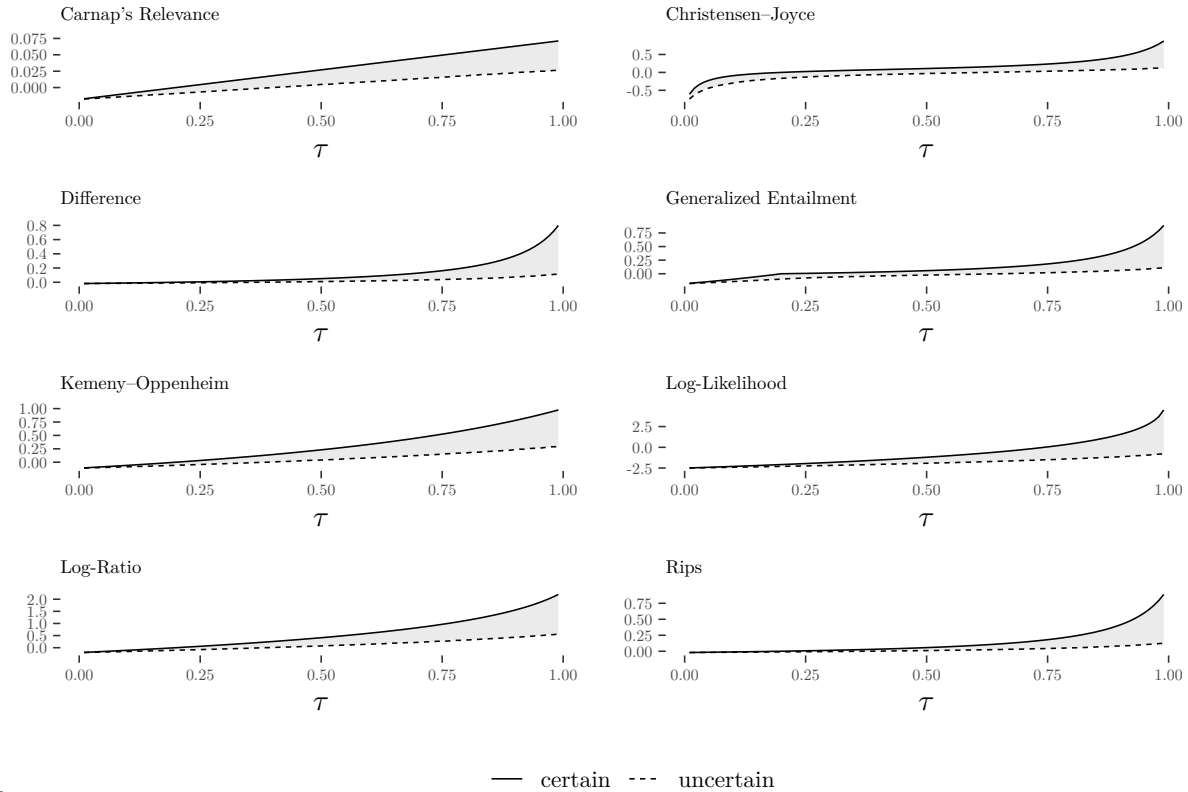 Carnap's Relevance
0.075
0.050
0.025
0.000
0.00 0.25 0.50 0.75 1.00
τ
Christensen–Joyce
0.5
0.0
-0.5
0.00 0.25 0.50 0.75 1.00
τ
Difference
0.8
0.6
0.4
0.2
0.0
0.00 0.25 0.50 0.75 1.00
τ
Generalized Entailment
0.75
0.50
0.25
0.00
0.00 0.25 0.50 0.75 1.00
τ
Kemeny–Oppenheim
1.00
0.75
0.50
0.25
0.00
0.00 0.25 0.50 0.75 1.00
τ
Log-Likelihood
2.5
0.0
-2.5
0.00 0.25 0.50 0.75 1.00
τ
Log-Ratio
2.0
1.5
1.0
0.5
0.0
0.00 0.25 0.50 0.75 1.00
τ
Rips
0.75
0.50
0.25
0.00
0.00 0.25 0.50 0.75 1.00
τ
certain uncertain